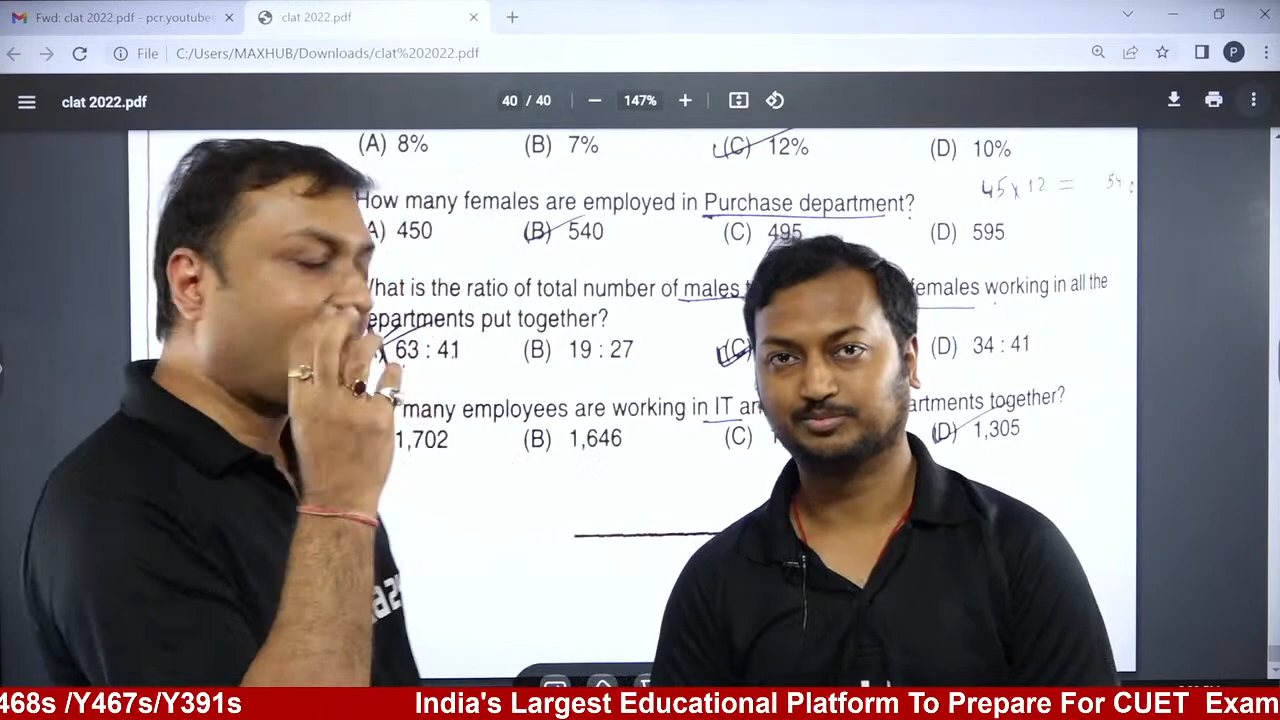 Fwd: clat 2022.pdf - pcr.youtube
clat 2022.pdf
File C:/Users/MAXHUB/Downloads/clat%202022.pdf
P
clat 2022.pdf 40 / 40 147%
(A) 8% (B) 7% (C) 12% (D) 10%
45 x 12 = 540
How many females are employed in Purchase department?
A) 450 (B) 540 (C) 495 (D) 595
What is the ratio of total number of males females working in all the
departments put together?
63 : 41 (B) 19 : 27 (C) (D) 34 : 41
many employees are working in IT together?
1,702 (B) 1,646 (C) (D) 1,305
468s /Y467s/Y391s India's Largest Educational Platform To Prepare For CUET Exam